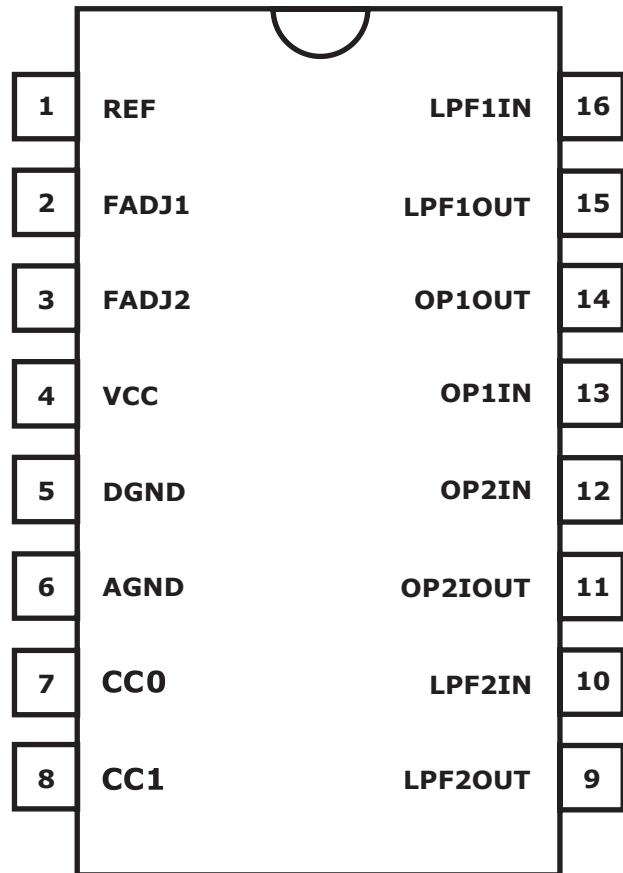 1 REF LPF1IN 16
2 FADJ1 LPF1OUT 15
3 FADJ2 OP1OUT 14
4 VCC OP1IN 13
5 DGND OP2IN 12
6 AGND OP2IOUT 11
7 CC0 LPF2IN 10
8 CC1 LPF2OUT 9